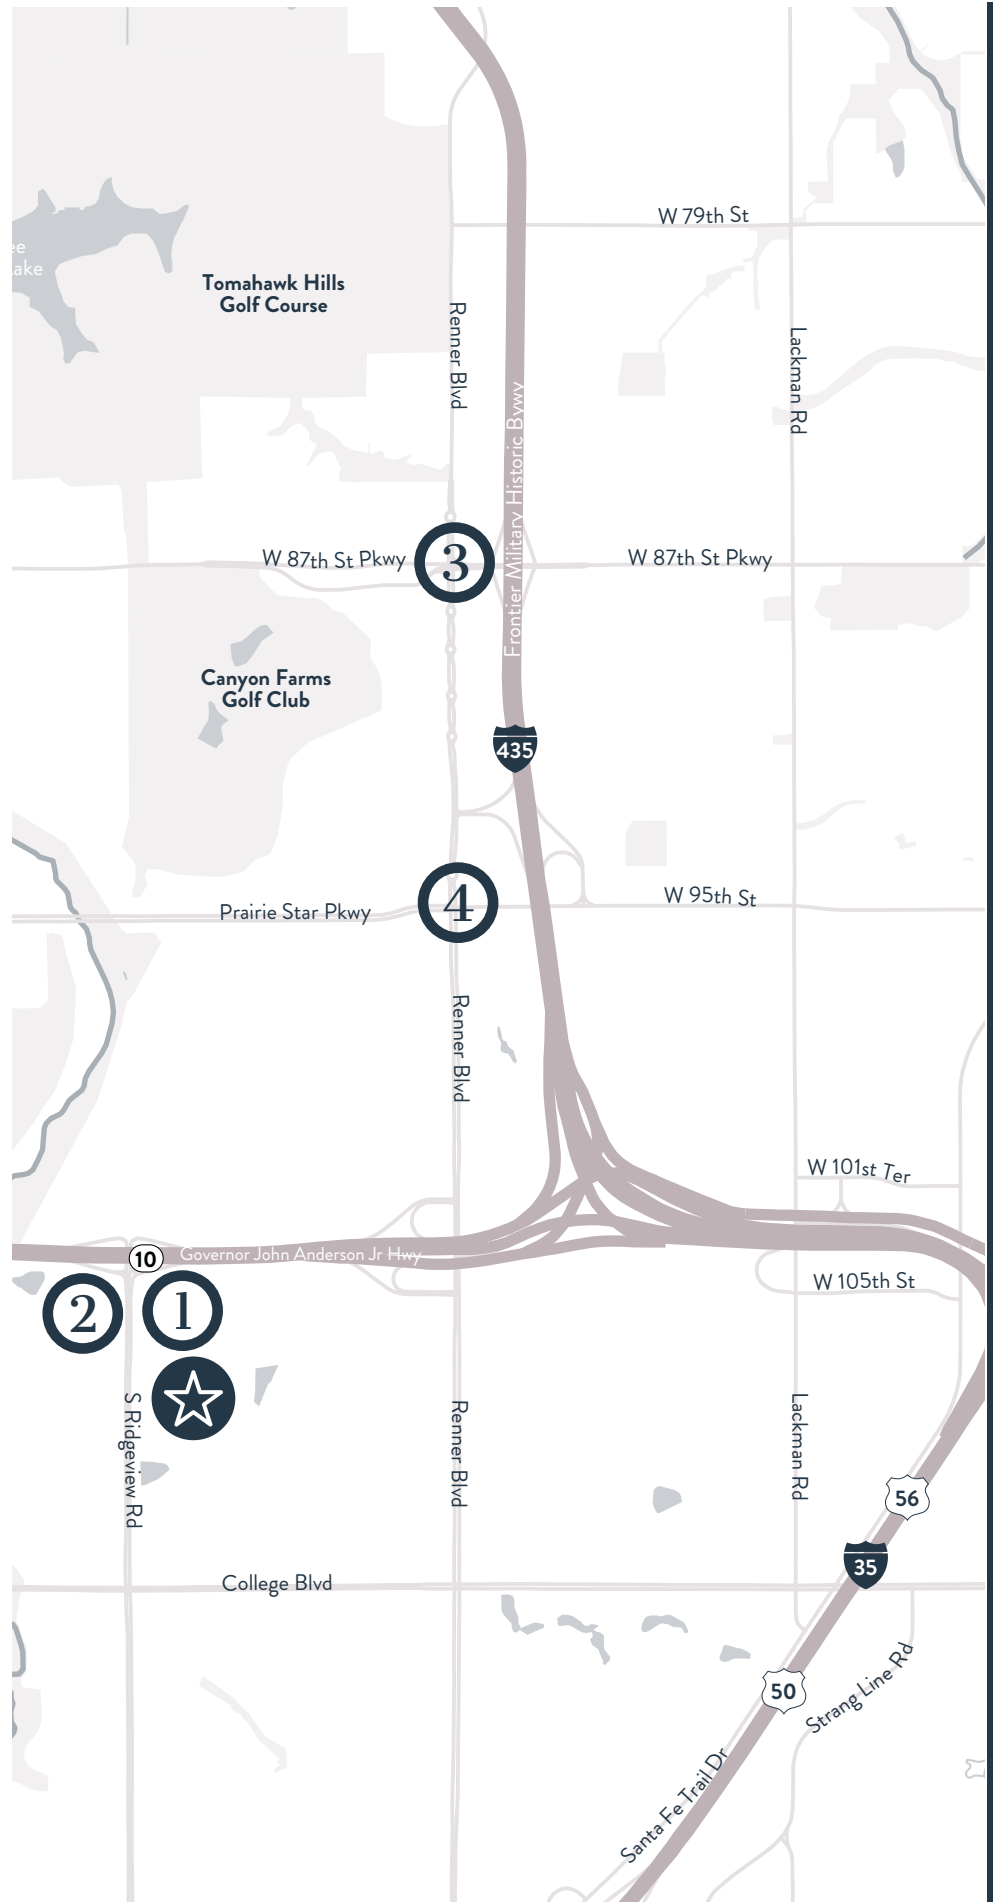 W 79th St
ee
ake
Tomahawk Hills
Golf Course
Renner Blvd
Lackman Rd
Frontier Military Historic Bywy
W 87th St Pkwy
3
W 87th St Pkwy
Canyon Farms
Golf Club
435
4
W 95th St
Prairie Star Pkwy
Renner Blvd
W 101st Ter
10
Governor John Anderson Jr Hwy
W 105th St
2
1
S Ridgeview Rd
Renner Blvd
Lackman Rd
56
35
College Blvd
50
Strang Line Rd
Santa Fe Trail Dr